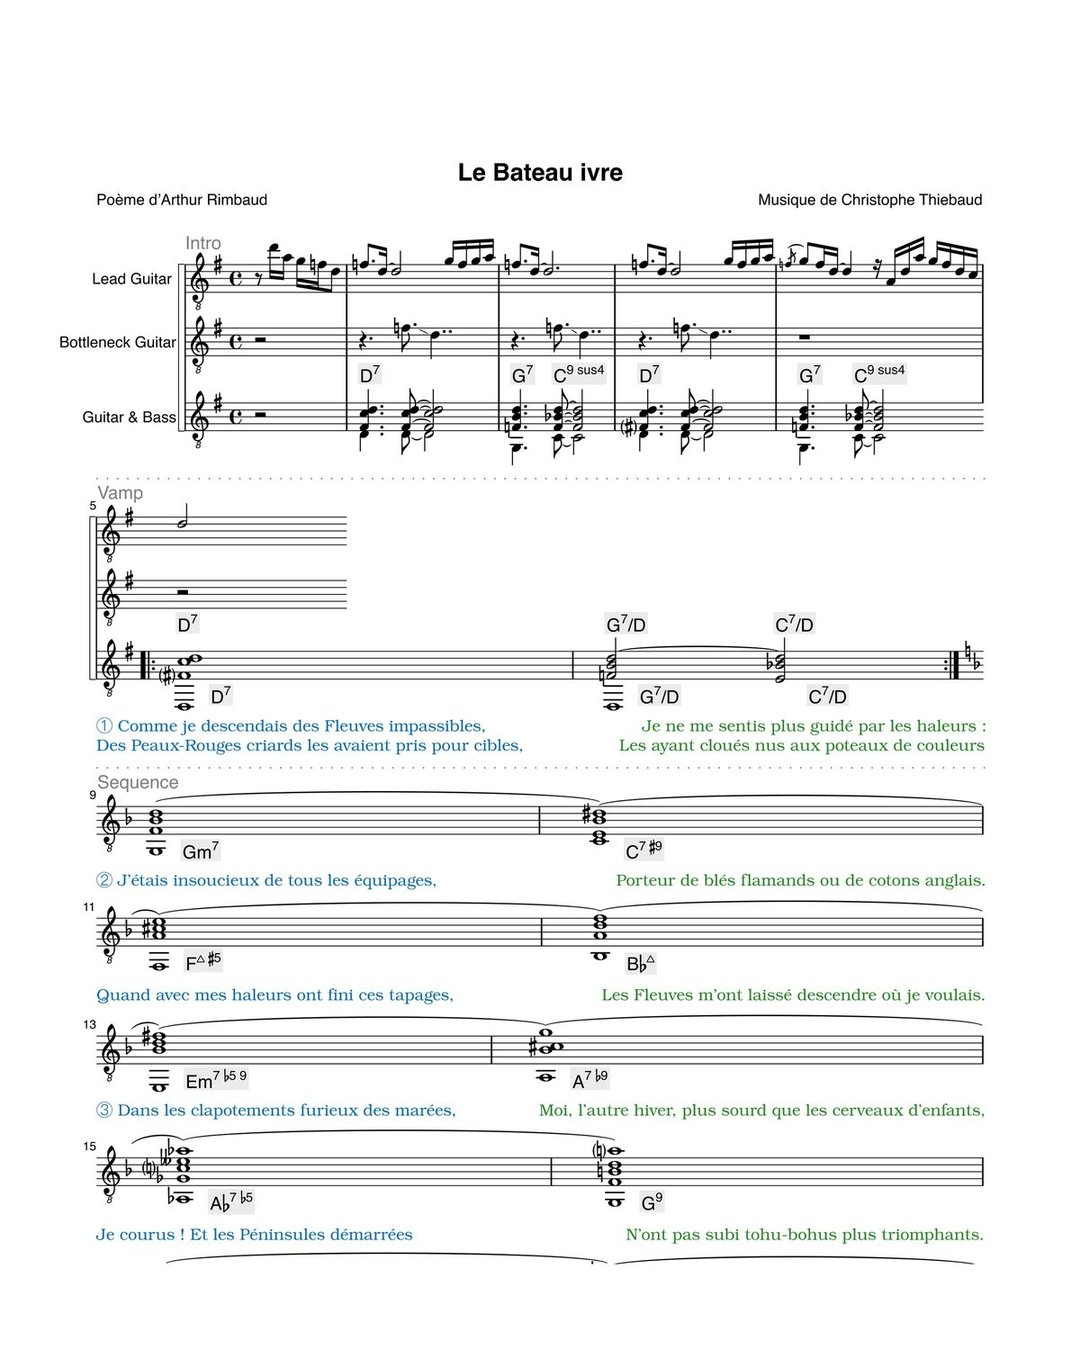 Le Bateau ivre
Poème d’Arthur Rimbaud Musique de Christophe Thiebaud
Intro
Lead Guitar
Bottleneck Guitar
D7 G7 C9 sus4 D7 G7 C9 sus4
Guitar & Bass
Vamp
5
D7 G7/D C7/D
D7 G7/D C7/D
① Comme je descendais des Fleuves impassibles, Je ne me sentis plus guidé par les haleurs :
Des Peaux-Rouges criards les avaient pris pour cibles, Les ayant cloués nus aux poteaux de couleurs
Sequence
9
Gm7 C7 ♯9
② J’étais insoucieux de tous les équipages, Porteur de blés flamands ou de cotons anglais.
11
F△ ♯5 B♭△
Quand avec mes haleurs ont fini ces tapages, Les Fleuves m’ont laissé descendre où je voulais.
13
Em7 ♭5 9 A7 ♭9
③ Dans les clapotements furieux des marées, Moi, l’autre hiver, plus sourd que les cerveaux d’enfants,
15
A♭7 ♭5 G9
Je courus ! Et les Péninsules démarrées N’ont pas subi tohu-bohus plus triomphants.